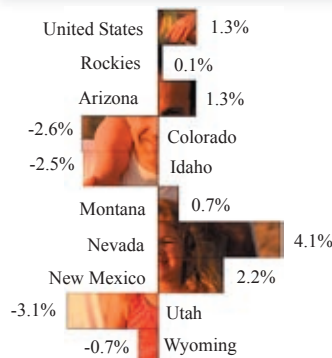 United States 1.3%
Rockies 0.1%
Arizona 1.3%
-2.6% Colorado
-2.5% Idaho
Montana 0.7%
Nevada 4.1%
New Mexico 2.2%
-3.1% Utah
-0.7% Wyoming